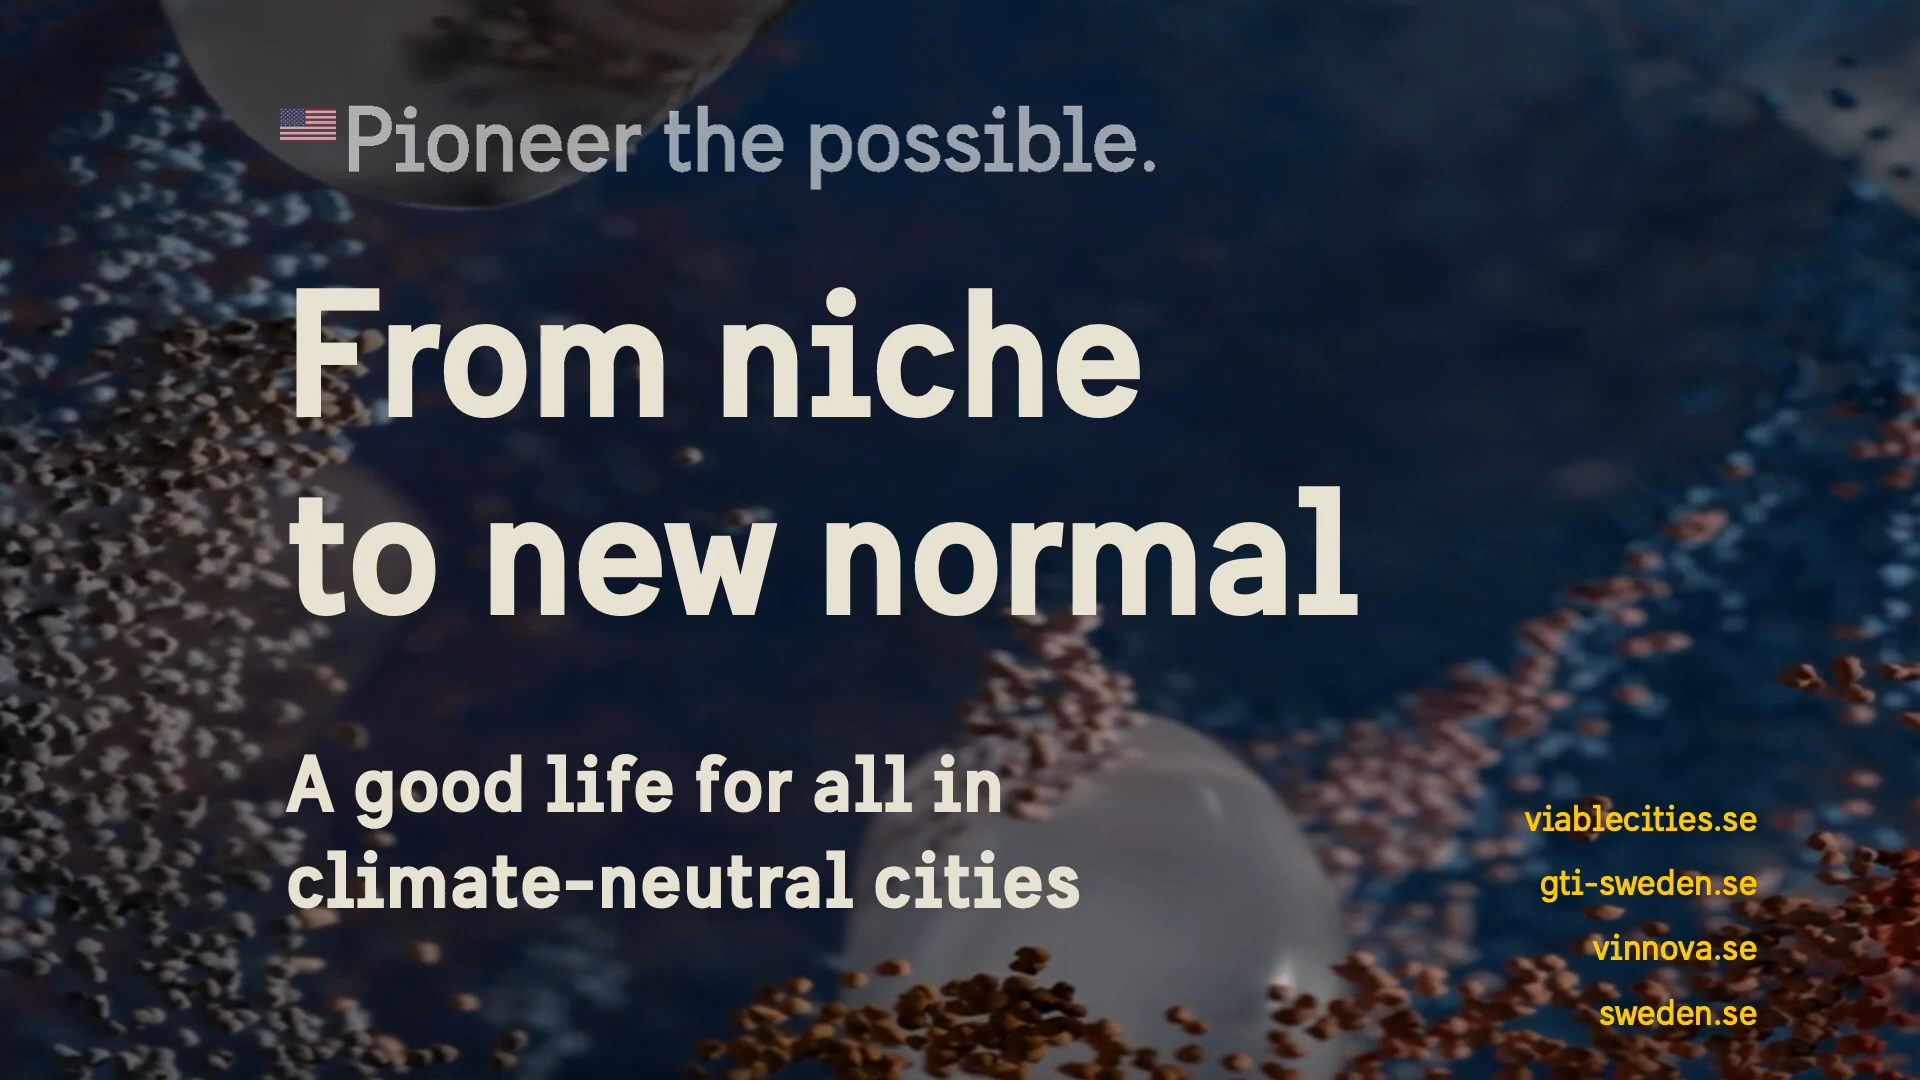 Pioneer the possible.
From niche
to new normal
A good life for all in
climate-neutral cities
viablecities.se
gti-sweden.se
vinnova.se
sweden.se